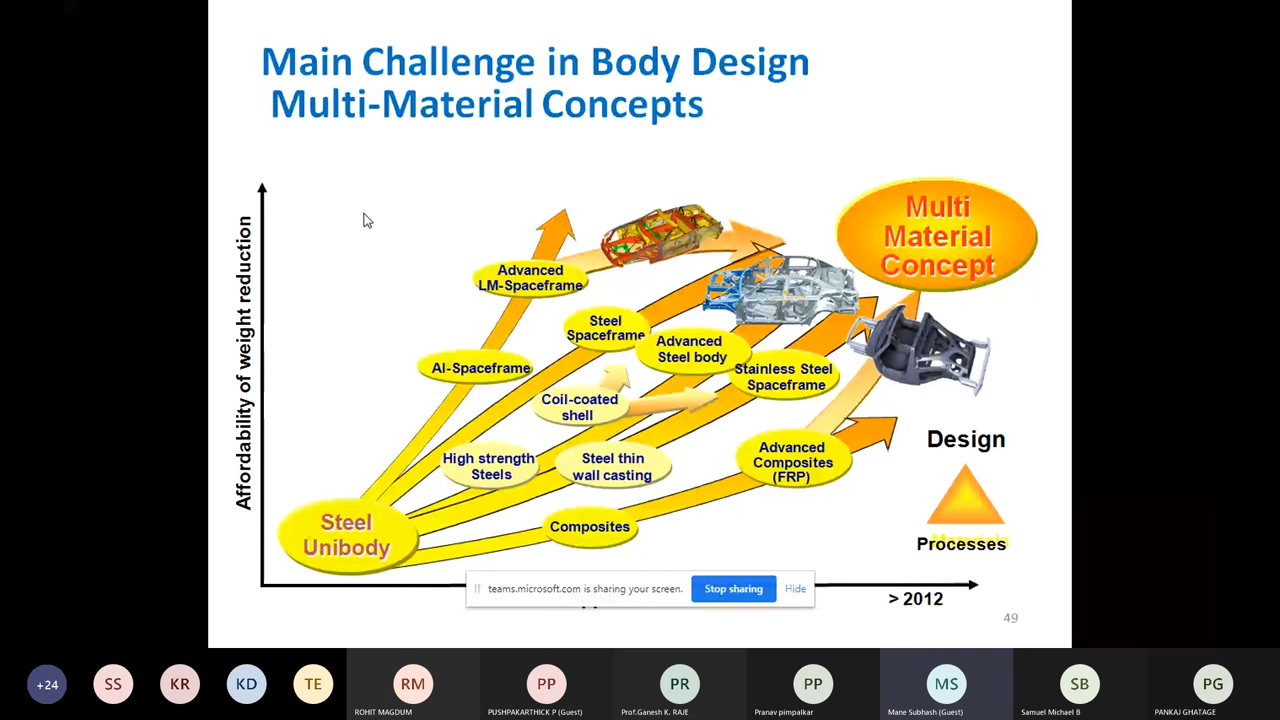 Main Challenge in Body Design
Multi-Material Concepts
Affordability of weight reduction
Multi
Material
Concept
Advanced
LM-Spaceframe
Steel
Spaceframe
Advanced
Steel body
Al-Spaceframe
Stainless Steel
Spaceframe
Coil-coated
shell
High strength
Steels
Steel thin
wall casting
Advanced
Composites
(FRP)
Design
Steel
Unibody
Composites
Processes
teams.microsoft.com is sharing your screen.
Stop sharing
Hide
> 2012
49
+24
SS
KR
KD
TE
RM
PP
PR
PP
MS
SB
PG
ROHIT MAGDUM
PUSHPAKARTHICK P (Guest)
Prof.Ganesh K. RAJE
Pranav pimpalkar
Mane Subhash (Guest)
Samuel Michael B
PANKAJ GHATAGE